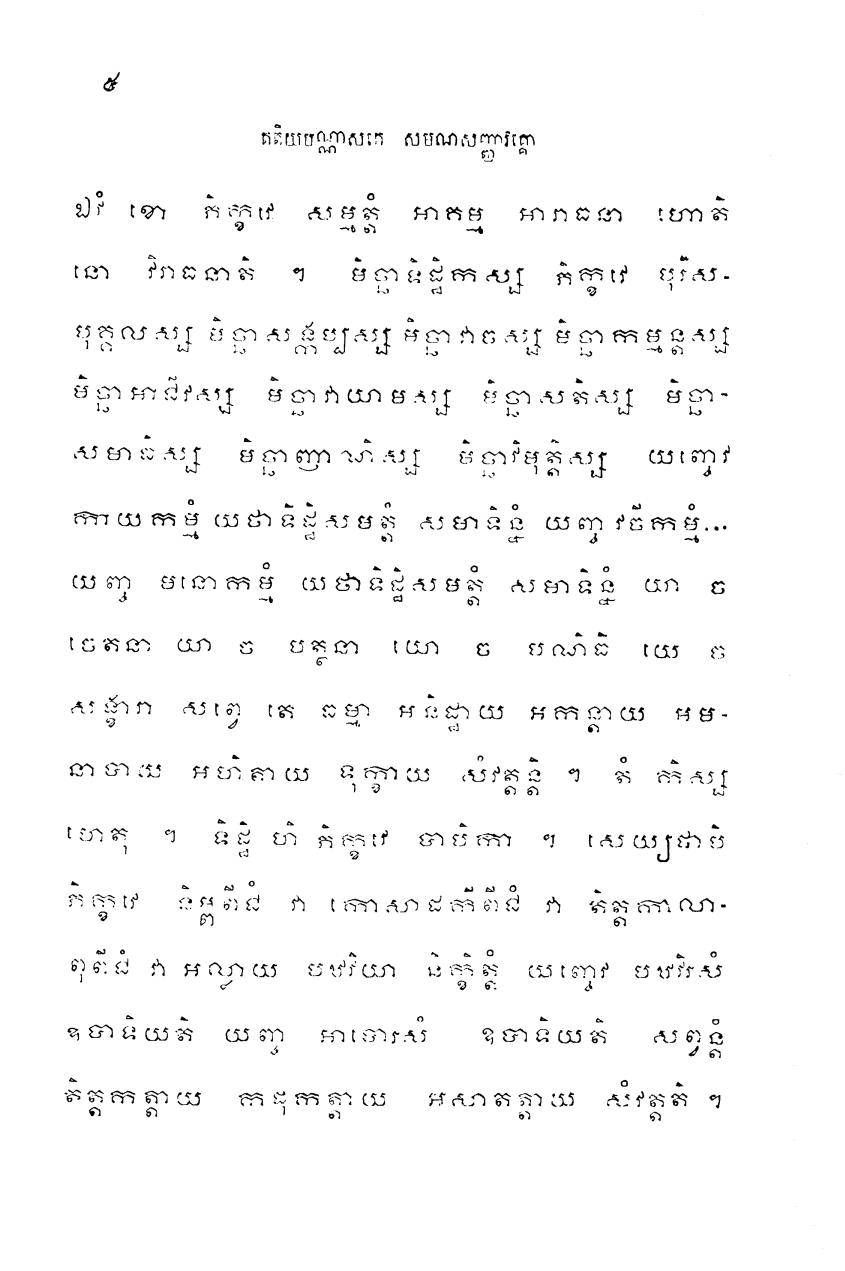 ៥
តតិយបណ្ណាសកេ សមណសញ្ញាវគ្គោ
ឯវំ ខោ ភិក្ខវេ សម្មត្តំ អាគម្ម អារាធនា ហោតិ
នោ វិរាធនាតិ ។ មិច្ឆាទិដ្ឋិកស្ស ភិក្ខវេ បុរិស-
បុគ្គលស្ស មិច្ឆាសង្កប្បស្ស មិច្ឆាវាចស្ស មិច្ឆាកម្មន្តស្ស
មិច្ឆាអាជីវស្ស មិច្ឆាវាយាមស្ស មិច្ឆាសតិស្ស មិច្ឆា-
សមាធិស្ស មិច្ឆាញាណិស្ស មិច្ឆាវិមុត្តិស្ស យញ្ចេវ
កាយកម្មំ យថាទិដ្ឋិសមត្តំ សមាទិន្នំ យញ្ច វចីកម្មំ...
យញ្ច មនោកម្មំ យថាទិដ្ឋិសមត្តំ សមាទិន្នំ យា ច
ចេតនា យា ច បត្ថនា យោ ច បណិធិ យេ ច
សង្ខារា សព្វេ តេ ធម្មា អនិដ្ឋាយ អកន្តាយ អម-
នាបាយ អហិតាយ ទុក្ខាយ សំវត្តន្តិ ។ តំ កិស្ស
ហេតុ ។ ទិដ្ឋិ ហិ ភិក្ខវេ បាបិកា ។ សេយ្យថាបិ
ភិក្ខវេ និម្ពពីជំ វា កោសាដកីពីជំ វា តិត្តកាលា-
ពុពីជំ វា អល្លាយ បឋវិយា និក្ខិត្តំ យញ្ចេវ បឋវិរសំ
ឧបាទិយតិ យញ្ច អាបោរសំ ឧបាទិយតិ សព្វន្តំ
តិត្តកត្តាយ កដុកត្តាយ អសាតត្តាយ សំវត្តតិ ។